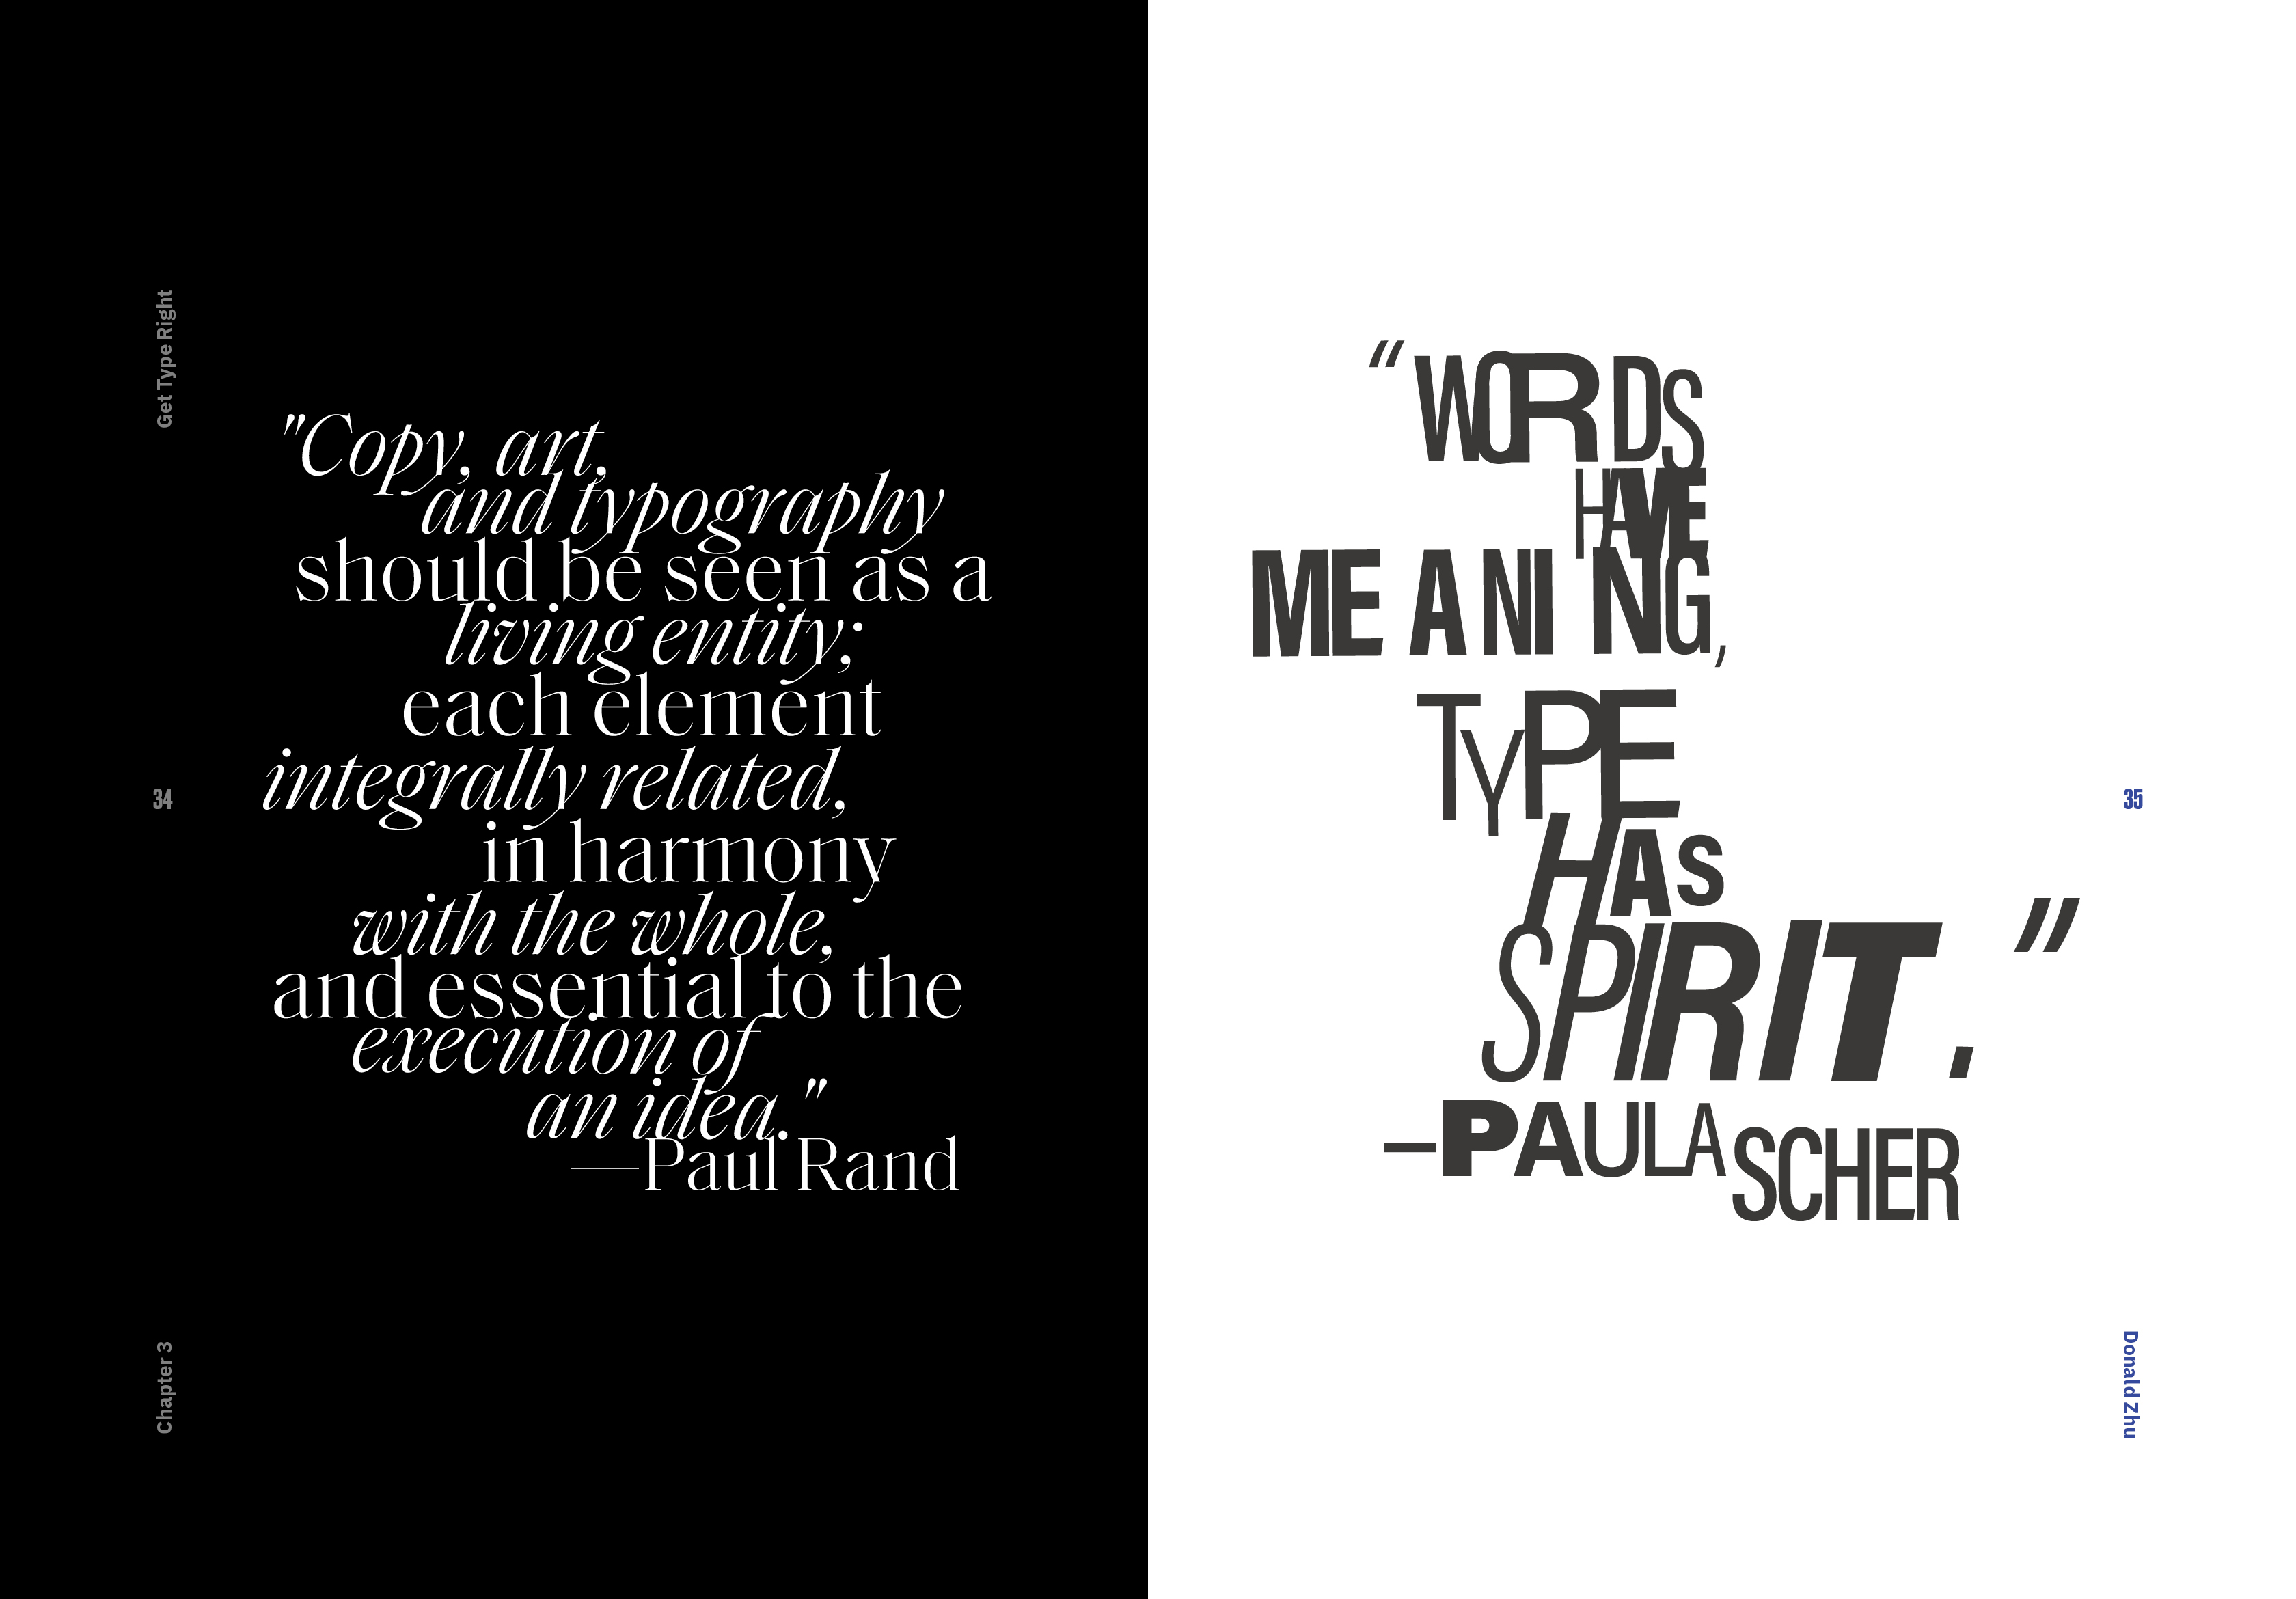 Get Type Right
34
Chapter 3
"Copy, art,
and typography
should be seen as a
living entity;
each element
integrally related,
in harmony
with the whole,
and essential to the
execution of
an idea."
—Paul Rand
“WORDS
HAVE
MEANING,
TYPE
HAS
SPIRIT.”
—PAULA SCHER
35
Donald Zhu